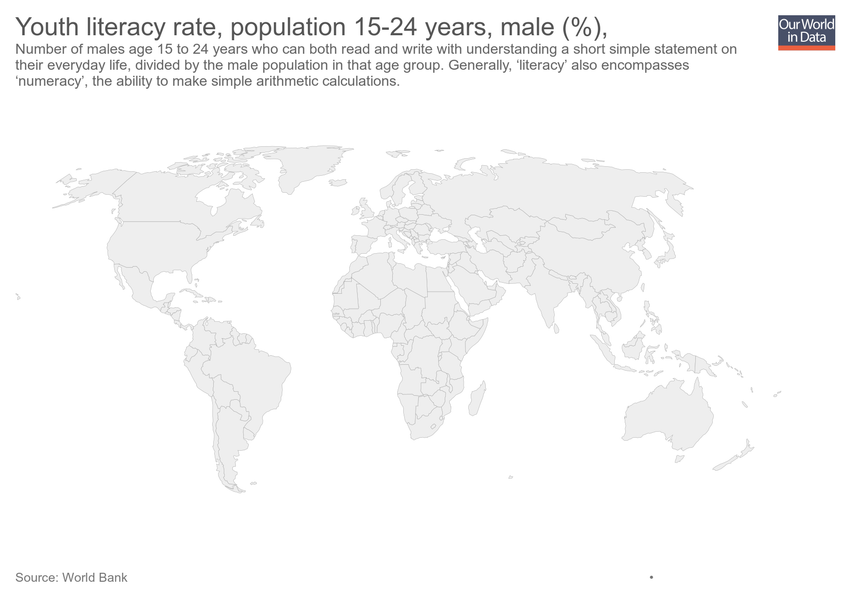 Youth literacy rate, population 15-24 years, male (%),
Our World
in Data
Number of males age 15 to 24 years who can both read and write with understanding a short simple statement on
their everyday life, divided by the male population in that age group. Generally, ‘literacy’ also encompasses
‘numeracy’, the ability to make simple arithmetic calculations.
Source: World Bank
•